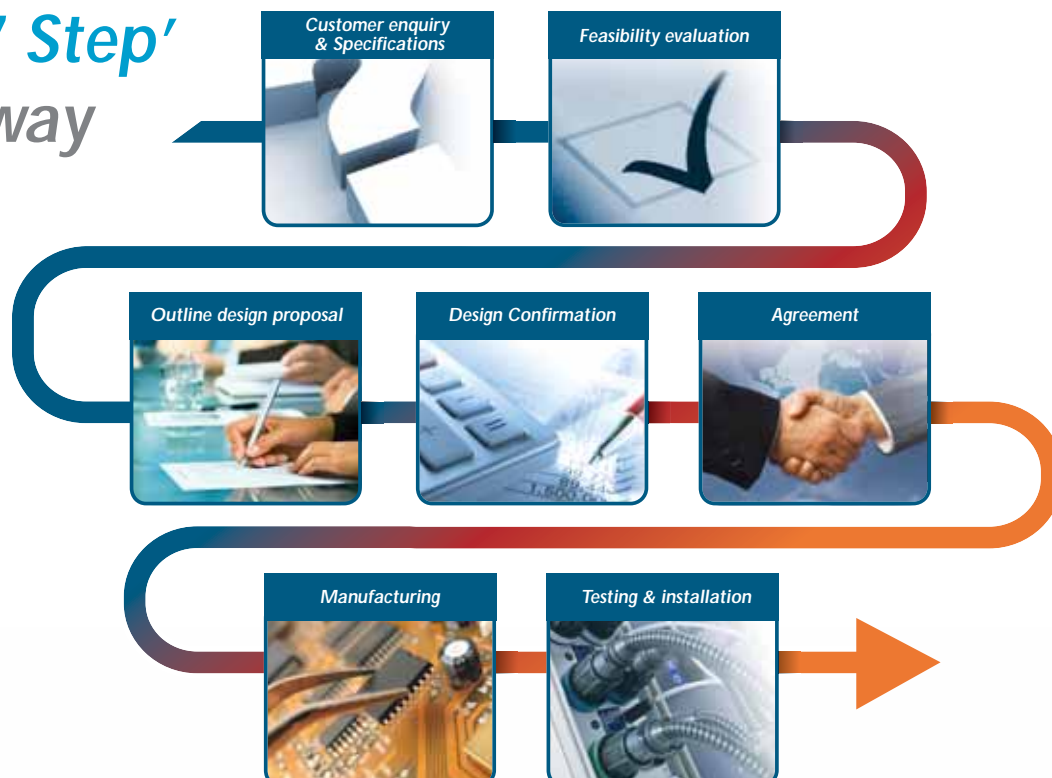 ' Step'
way
Customer enquiry
& Specifications
Feasibility evaluation
Outline design proposal
Design Confirmation
Agreement
Manufacturing
Testing & installation